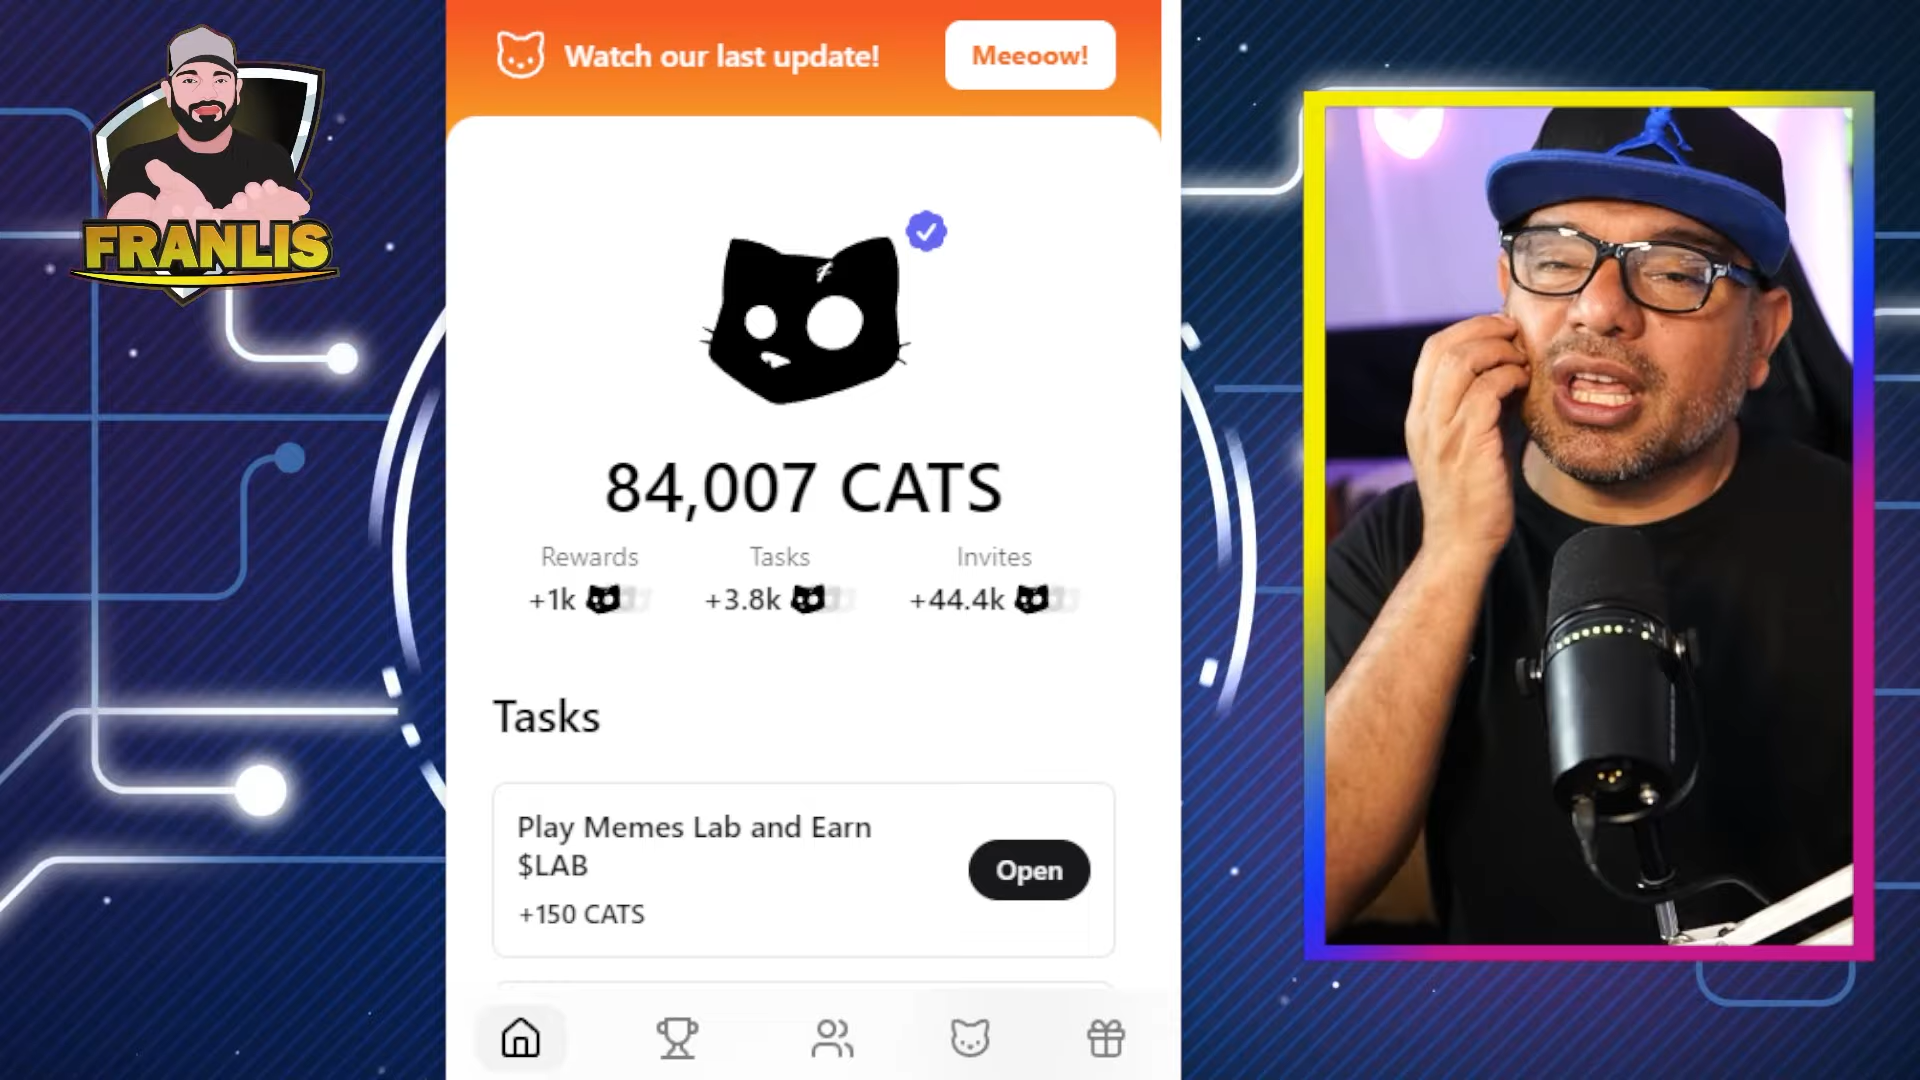 FRANLIS
Watch our last update!
Meeoow!
84,007 CATS
Rewards
Tasks
Invites
+1k
+3.8k
+44.4k
Tasks
Play Memes Lab and Earn
$LAB
+150 CATS
Open